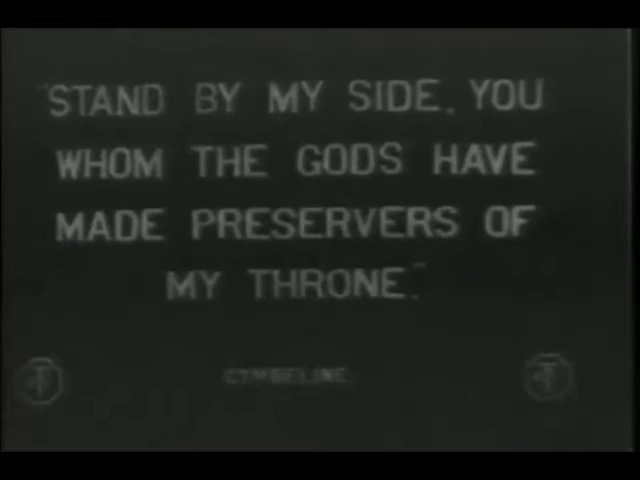 "STAND BY MY SIDE, YOU
WHOM THE GODS HAVE
MADE PRESERVERS OF
MY THRONE."
CYMBELINE